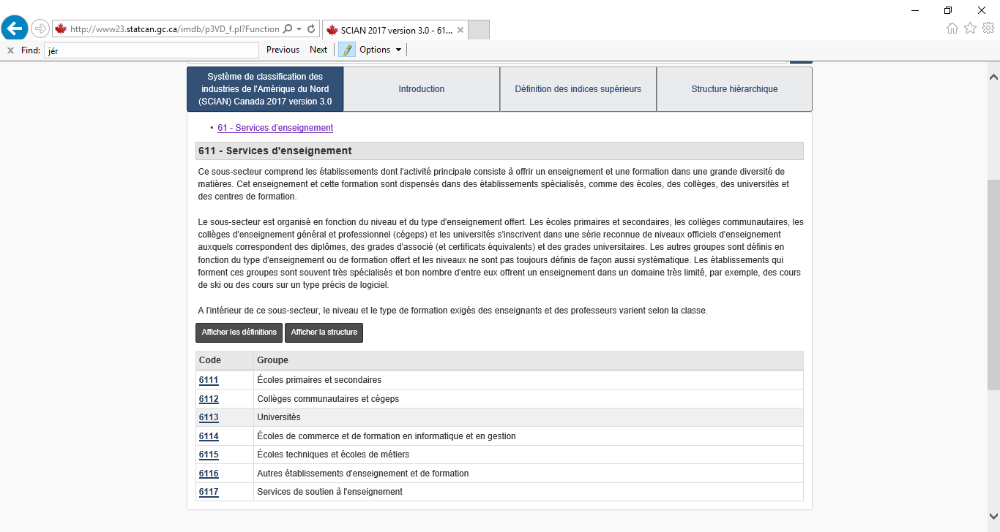 http://www23.statcan.gc.ca/imdb/p3VD_f.pl?Function
SCIAN 2017 version 3.0 - 61...
x Find: jér Previous Next Options
Système de classification des
industries de l'Amérique du Nord
(SCIAN) Canada 2017 version 3.0
Introduction
Définition des indices supérieurs
Structure hiérarchique
• 61 - Services d'enseignement
611 - Services d'enseignement
Ce sous-secteur comprend les établissements dont l'activité principale consiste à offrir un enseignement et une formation dans une grande diversité de
matières. Cet enseignement et cette formation sont dispensés dans des établissements spécialisés, comme des écoles, des collèges, des universités et
des centres de formation.
Le sous-secteur est organisé en fonction du niveau et du type d'enseignement offert. Les écoles primaires et secondaires, les collèges communautaires, les
collèges d'enseignement général et professionnel (cégeps) et les universités s'inscrivent dans une série reconnue de niveaux officiels d'enseignement
auxquels correspondent des diplômes, des grades d'associé (et certificats équivalents) et des grades universitaires. Les autres groupes sont définis en
fonction du type d'enseignement ou de formation offert et les niveaux ne sont pas toujours définis de façon aussi systématique. Les établissements qui
forment ces groupes sont souvent très spécialisés et bon nombre d'entre eux offrent un enseignement dans un domaine très limité, par exemple, des cours
de ski ou des cours sur un type précis de logiciel.
A l'intérieur de ce sous-secteur, le niveau et le type de formation exigés des enseignants et des professeurs varient selon la classe.
Afficher les définitions Afficher la structure
Code Groupe
6111 Écoles primaires et secondaires
6112 Collèges communautaires et cégeps
6113 Universités
6114 Écoles de commerce et de formation en informatique et en gestion
6115 Écoles techniques et écoles de métiers
6116 Autres établissements d'enseignement et de formation
6117 Services de soutien à l'enseignement